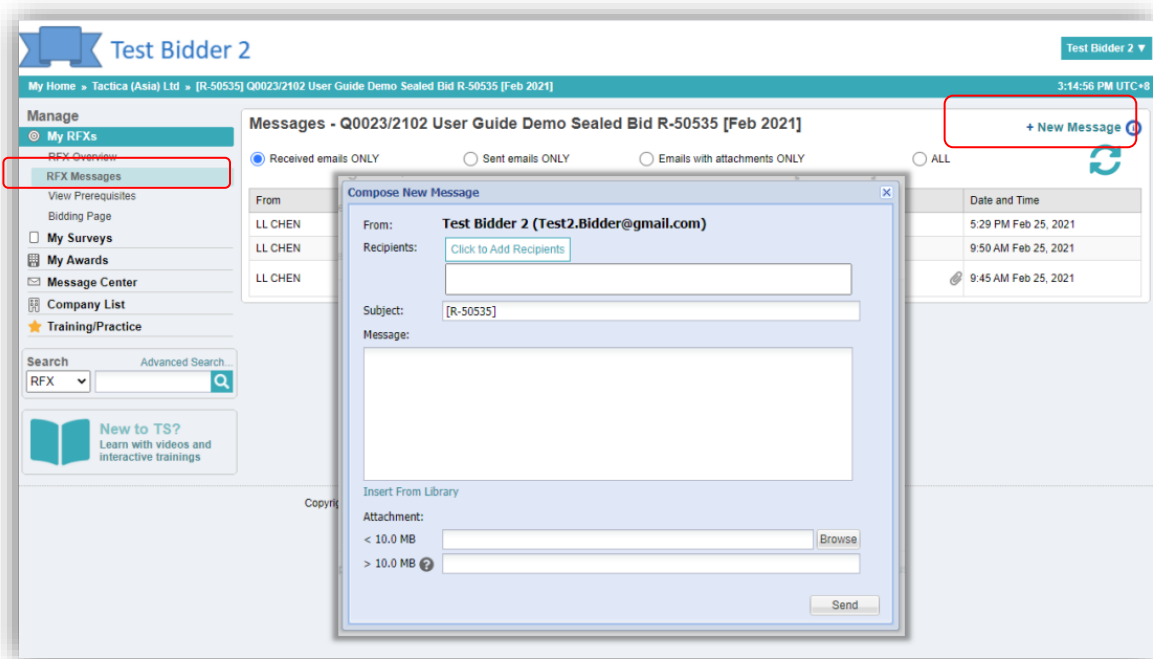 Test Bidder 2
Test Bidder 2 ▼
My Home » Tactica (Asia) Ltd » [R-50535] Q0023/2102 User Guide Demo Sealed Bid R-50535 [Feb 2021]
3:14:56 PM UTC+8
Manage
My RFXs
RFX Overview
RFX Messages
View Prerequisites
Bidding Page
My Surveys
My Awards
Message Center
Company List
Training/Practice
Search
Advanced Search...
RFX
New to TS?
Learn with videos and
interactive trainings
Messages - Q0023/2102 User Guide Demo Sealed Bid R-50535 [Feb 2021]
+ New Message
Received emails ONLY
Sent emails ONLY
Emails with attachments ONLY
ALL
From
Date and Time
LL CHEN
5:29 PM Feb 25, 2021
LL CHEN
9:50 AM Feb 25, 2021
LL CHEN
9:45 AM Feb 25, 2021
Compose New Message
From: Test Bidder 2 (Test2.Bidder@gmail.com)
Recipients: Click to Add Recipients
Subject: [R-50535]
Message:
Insert From Library
Attachment:
< 10.0 MB
Browse
> 10.0 MB ?
Send